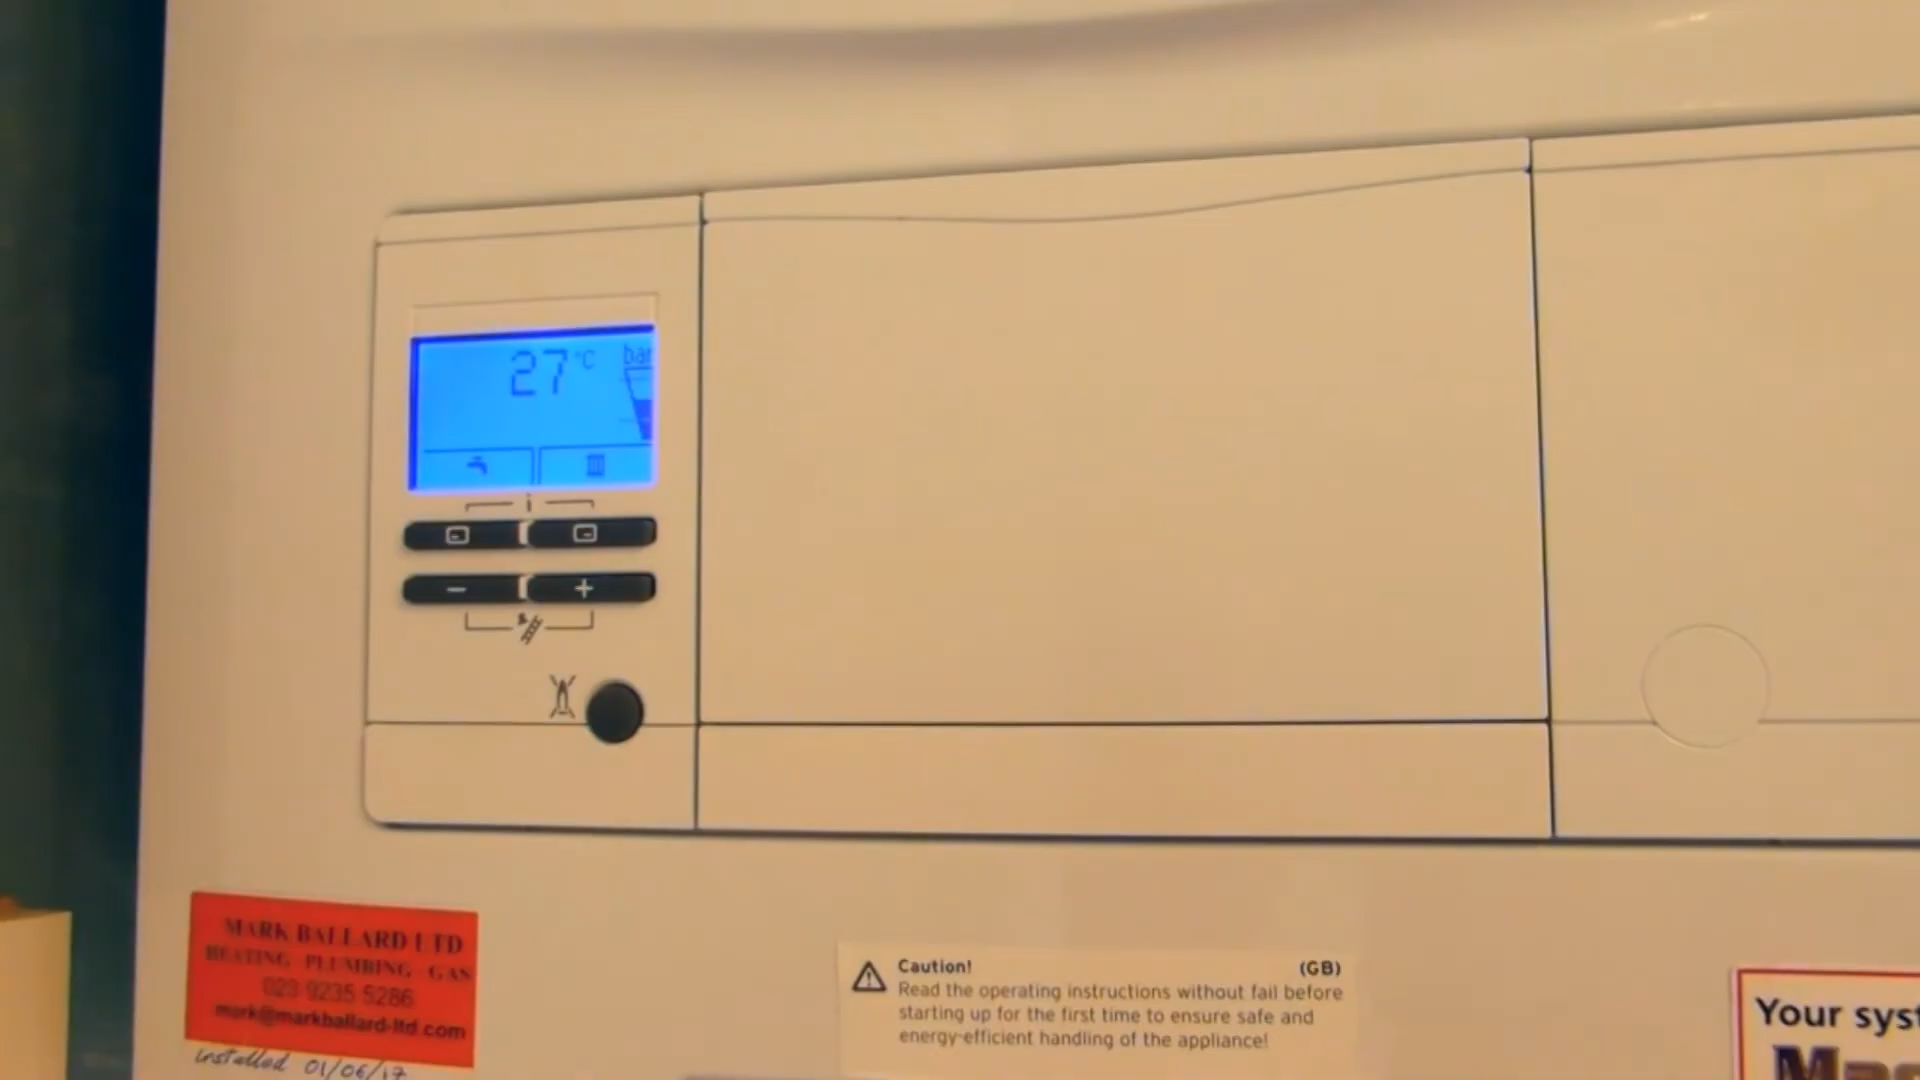 27 °C bar
i
- +
MARK BALLARD LTD
HEATING PLUMBING GAS
023 9235 5286
mark@markballard-ltd.com
installed 01/06/17
Caution! (GB)
Read the operating instructions without fail before
starting up for the first time to ensure safe and
energy-efficient handling of the appliance!
Your syst
Mag